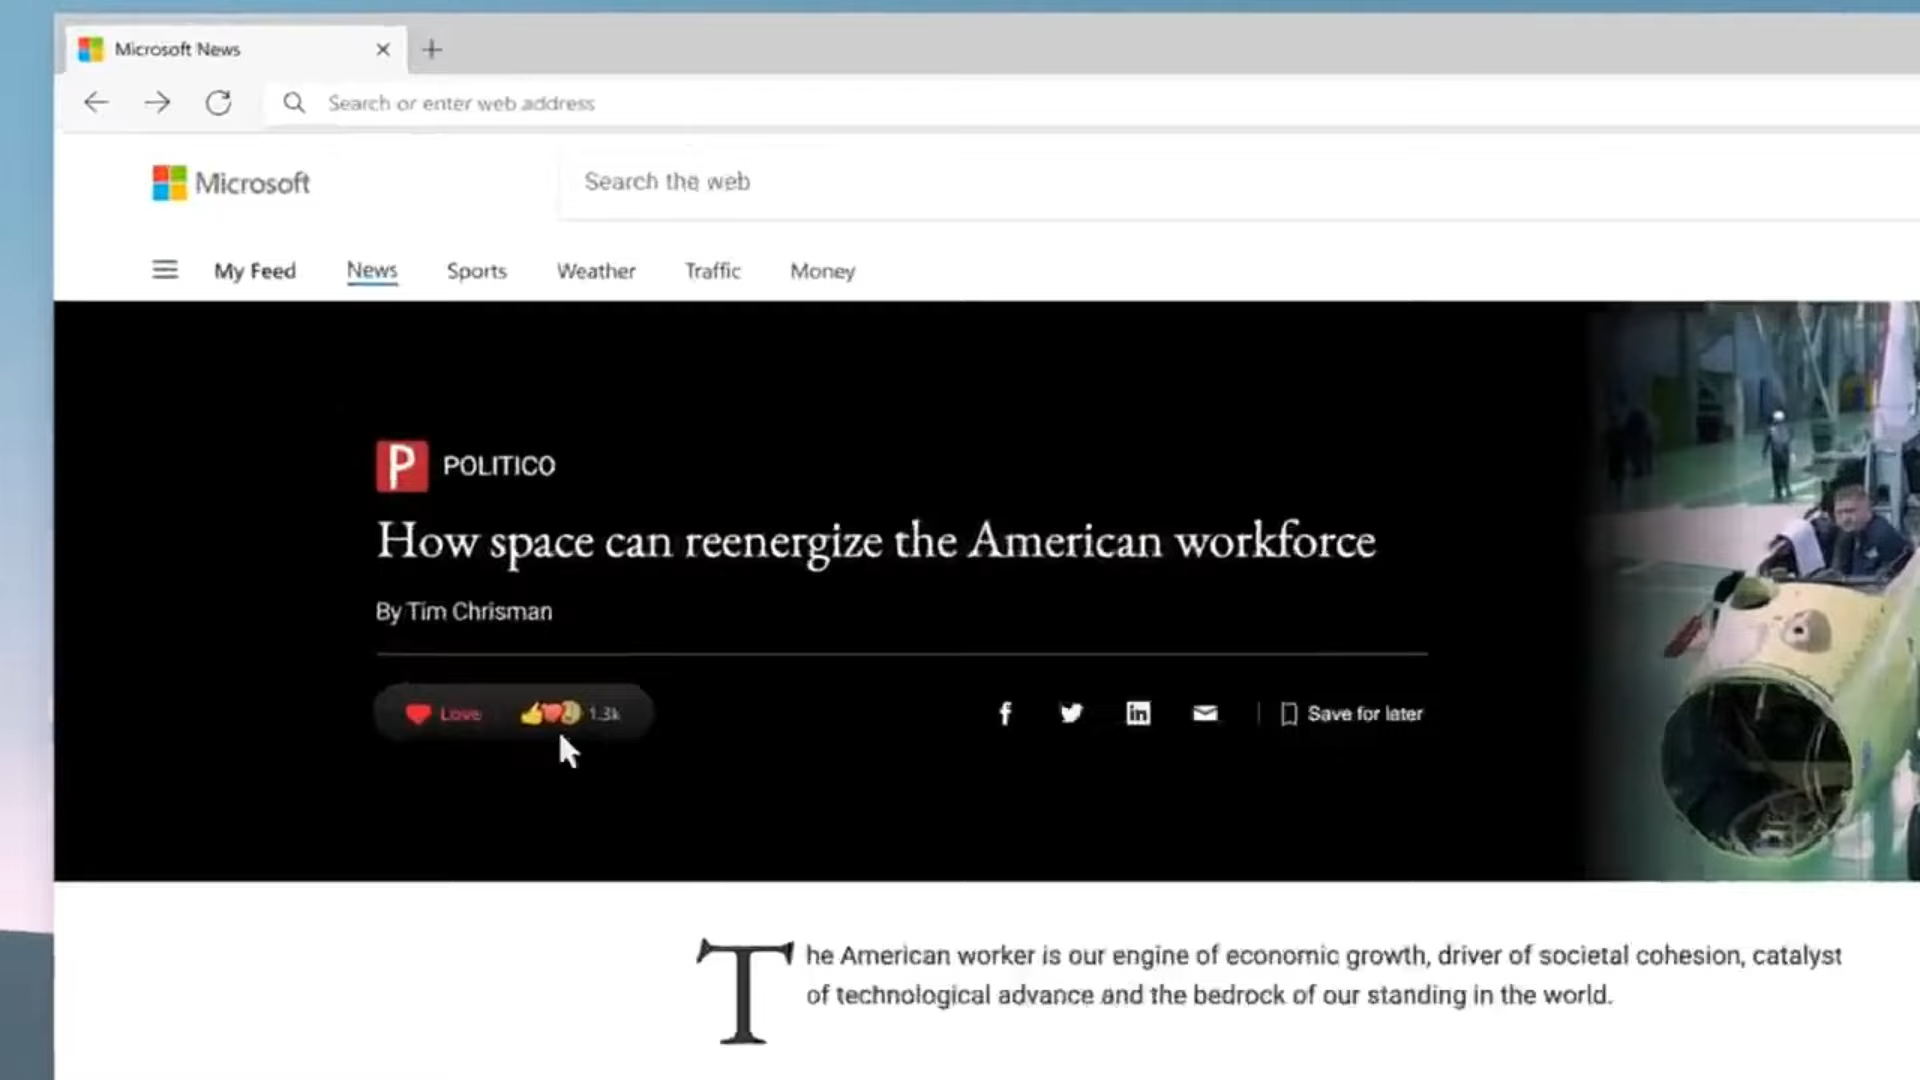 Microsoft News
Search or enter web address
Microsoft
Search the web
My Feed News Sports Weather Traffic Money
P POLITICO
How space can reenergize the American workforce
By Tim Chrisman
Love 1.3k
f in Save for later
The American worker is our engine of economic growth, driver of societal cohesion, catalyst
of technological advance and the bedrock of our standing in the world.